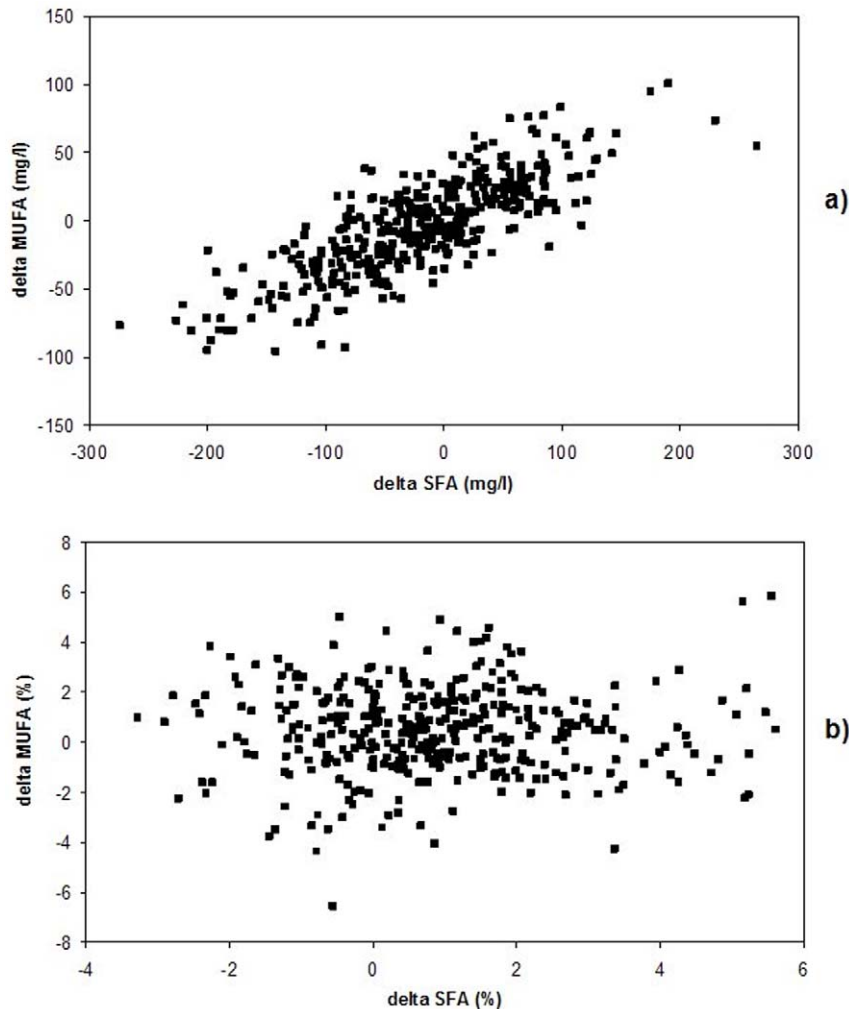 150
100
50
0
-50
-100
-150
-300 -200 -100 0 100 200 300
delta MUFA (mg/l)
delta SFA (mg/l)
a)
8
6
4
2
0
-2
-4
-6
-8
-4 -2 0 2 4 6
delta MUFA (%)
delta SFA (%)
b)